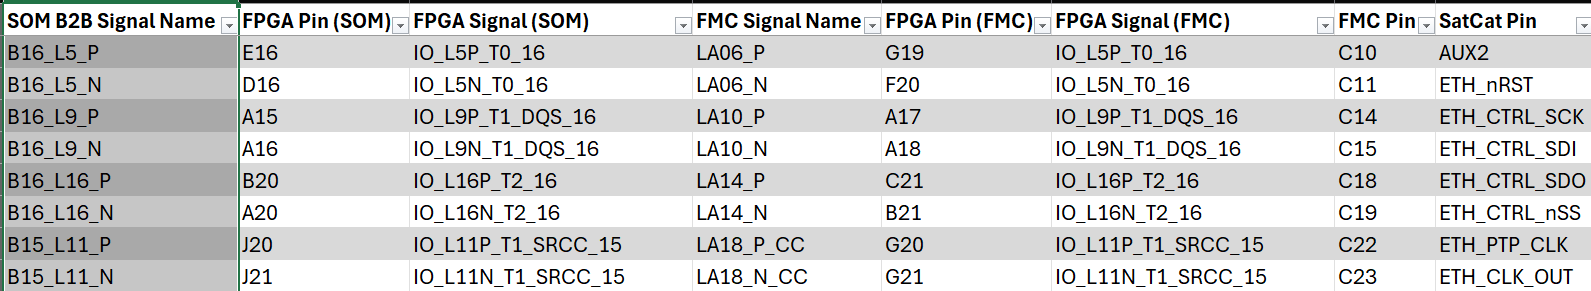 SOM B2B Signal Name FPGA Pin (SOM) FPGA Signal (SOM) FMC Signal Name FPGA Pin (FMC) FPGA Signal (FMC) FMC Pin SatCat Pin
B16_L5_P E16 IO_L5P_T0_16 LA06_P G19 IO_L5P_T0_16 C10 AUX2
B16_L5_N D16 IO_L5N_T0_16 LA06_N F20 IO_L5N_T0_16 C11 ETH_nRST
B16_L9_P A15 IO_L9P_T1_DQS_16 LA10_P A17 IO_L9P_T1_DQS_16 C14 ETH_CTRL_SCK
B16_L9_N A16 IO_L9N_T1_DQS_16 LA10_N A18 IO_L9N_T1_DQS_16 C15 ETH_CTRL_SDI
B16_L16_P B20 IO_L16P_T2_16 LA14_P C21 IO_L16P_T2_16 C18 ETH_CTRL_SDO
B16_L16_N A20 IO_L16N_T2_16 LA14_N B21 IO_L16N_T2_16 C19 ETH_CTRL_nSS
B15_L11_P J20 IO_L11P_T1_SRCC_15 LA18_P_CC G20 IO_L11P_T1_SRCC_15 C22 ETH_PTP_CLK
B15_L11_N J21 IO_L11N_T1_SRCC_15 LA18_N_CC G21 IO_L11N_T1_SRCC_15 C23 ETH_CLK_OUT